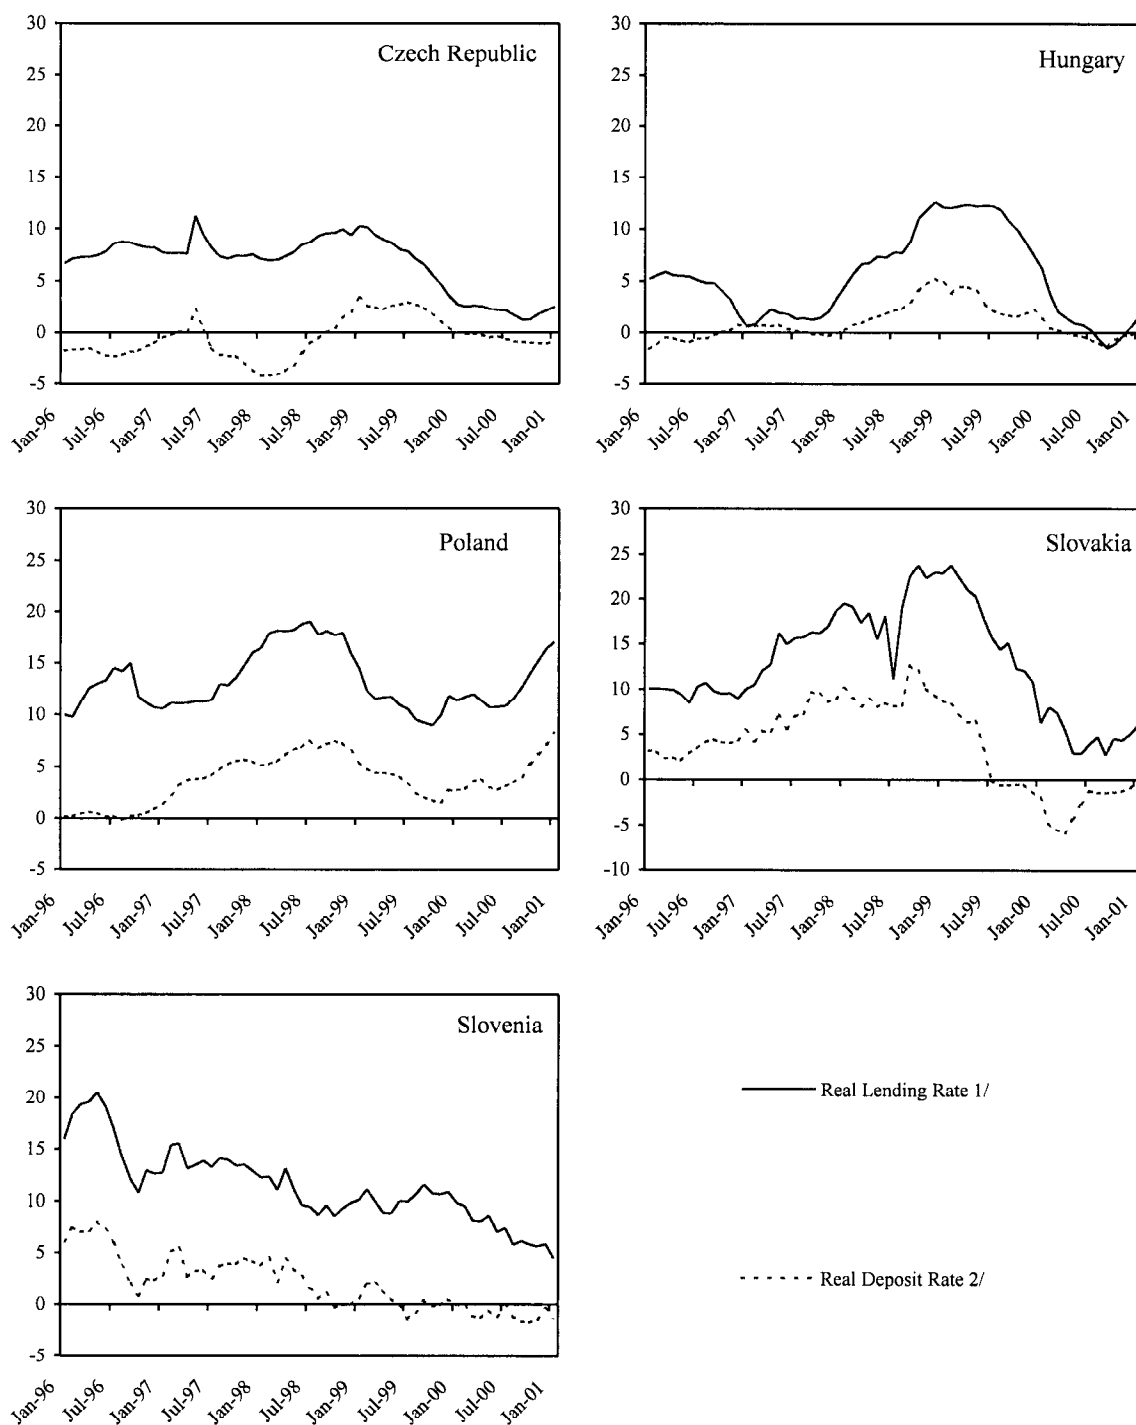 30
25
20
15
10
5
0
-5
Czech Republic
Jan-96
Jul-96
Jan-97
Jul-97
Jan-98
Jul-98
Jan-99
Jul-99
Jan-00
Jul-00
Jan-01
30
25
20
15
10
5
0
-5
Hungary
Jan-96
Jul-96
Jan-97
Jul-97
Jan-98
Jul-98
Jan-99
Jul-99
Jan-00
Jul-00
Jan-01
30
25
20
15
10
5
0
-5
Poland
Jan-96
Jul-96
Jan-97
Jul-97
Jan-98
Jul-98
Jan-99
Jul-99
Jan-00
Jul-00
Jan-01
30
25
20
15
10
5
0
-5
-10
Slovakia
Jan-96
Jul-96
Jan-97
Jul-97
Jan-98
Jul-98
Jan-99
Jul-99
Jan-00
Jul-00
Jan-01
30
25
20
15
10
5
0
-5
Slovenia
Jan-96
Jul-96
Jan-97
Jul-97
Jan-98
Jul-98
Jan-99
Jul-99
Jan-00
Jul-00
Jan-01
Real Lending Rate 1/
Real Deposit Rate 2/